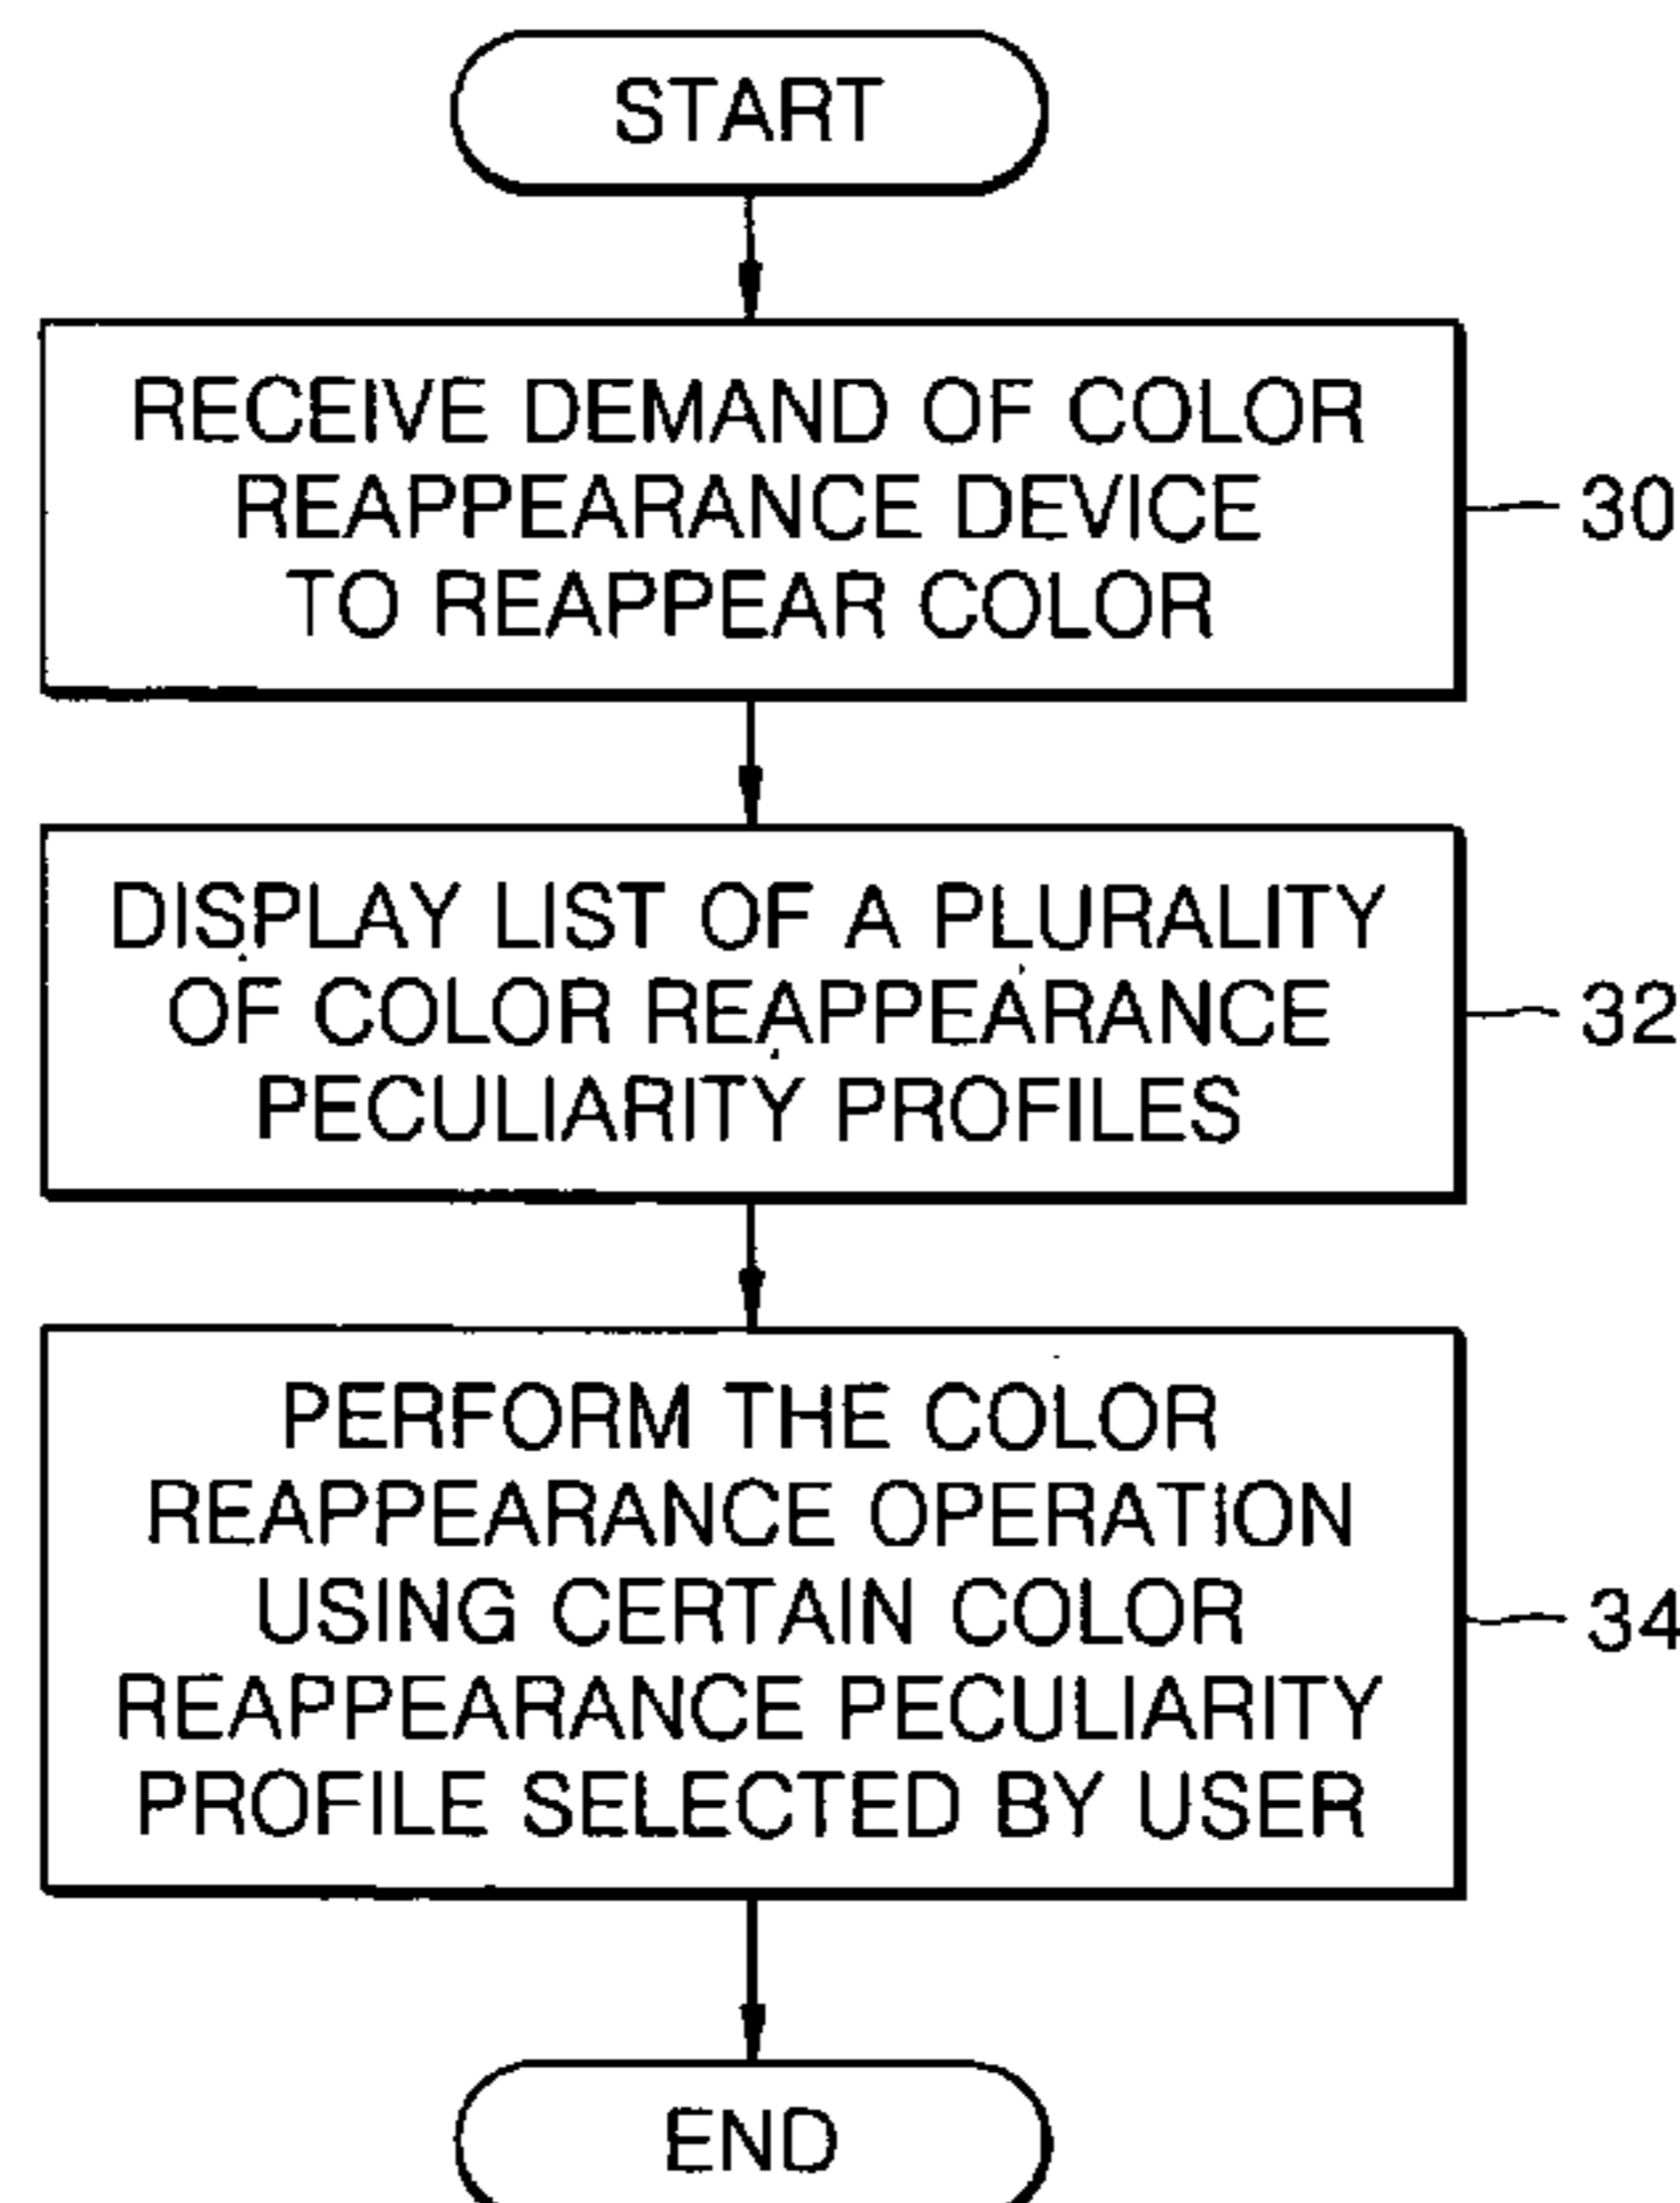 START
RECEIVE DEMAND OF COLOR
REAPPEARANCE DEVICE
TO REAPPEAR COLOR
30
DISPLAY LIST OF A PLURALITY
OF COLOR REAPPEARANCE
PECULIARITY PROFILES
32
PERFORM THE COLOR
REAPPEARANCE OPERATION
USING CERTAIN COLOR
REAPPEARANCE PECULIARITY
PROFILE SELECTED BY USER
34
END